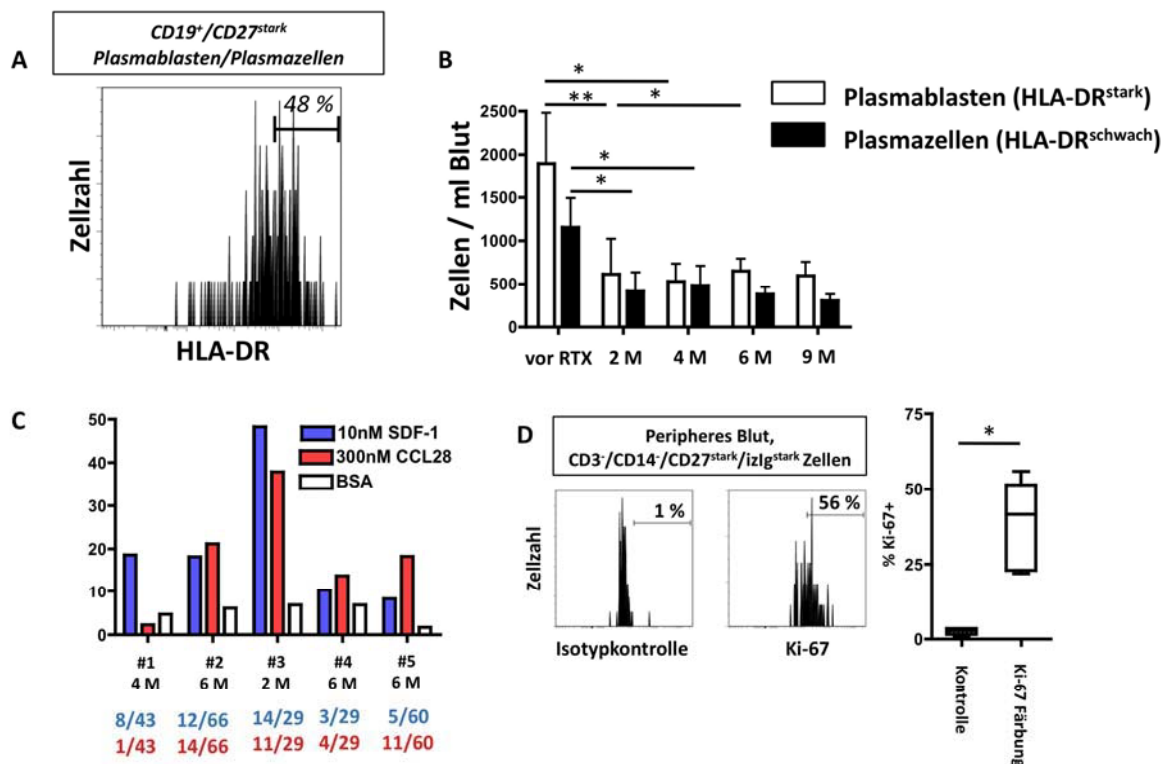 A
CD19⁺/CD27ˢᵗᵃʳᵏ
Plasmablasten/Plasmazellen
48 %
Zellzahl
HLA-DR
B
Zellen / ml Blut
2500
2000
1500
1000
500
0
*
**
*
*
*
vor RTX 2 M 4 M 6 M 9 M
Plasmablasten (HLA-DRˢᵗᵃʳᵏ)
Plasmazellen (HLA-DRˢᶜʰʷᵃᶜʰ)
C
50
40
30
20
10
0
10nM SDF-1
300nM CCL28
BSA
#1 #2 #3 #4 #5
4 M 6 M 2 M 6 M 6 M
8/43 12/66 14/29 3/29 5/60
1/43 14/66 11/29 4/29 11/60
D
Peripheres Blut,
CD3⁻/CD14⁻/CD27ˢᵗᵃʳᵏ/izIgˢᵗᵃʳᵏ Zellen
Zellzahl
1 %
Isotypkontrolle
56 %
Ki-67
% Ki-67+
75
50
25
0
*
Kontrolle
Ki-67 Färbung